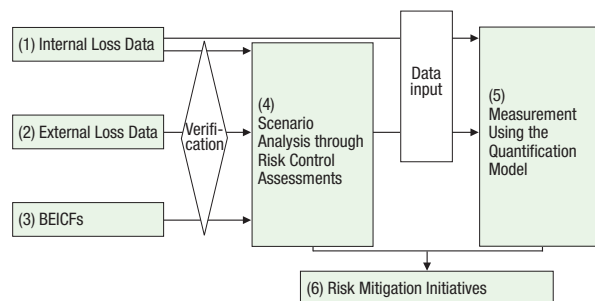 (1) Internal Loss Data
(2) External Loss Data
(3) BEICFs
Verifi-
cation
(4)
Scenario
Analysis through
Risk Control
Assessments
Data
input
(5)
Measurement
Using the
Quantification
Model
(6) Risk Mitigation Initiatives